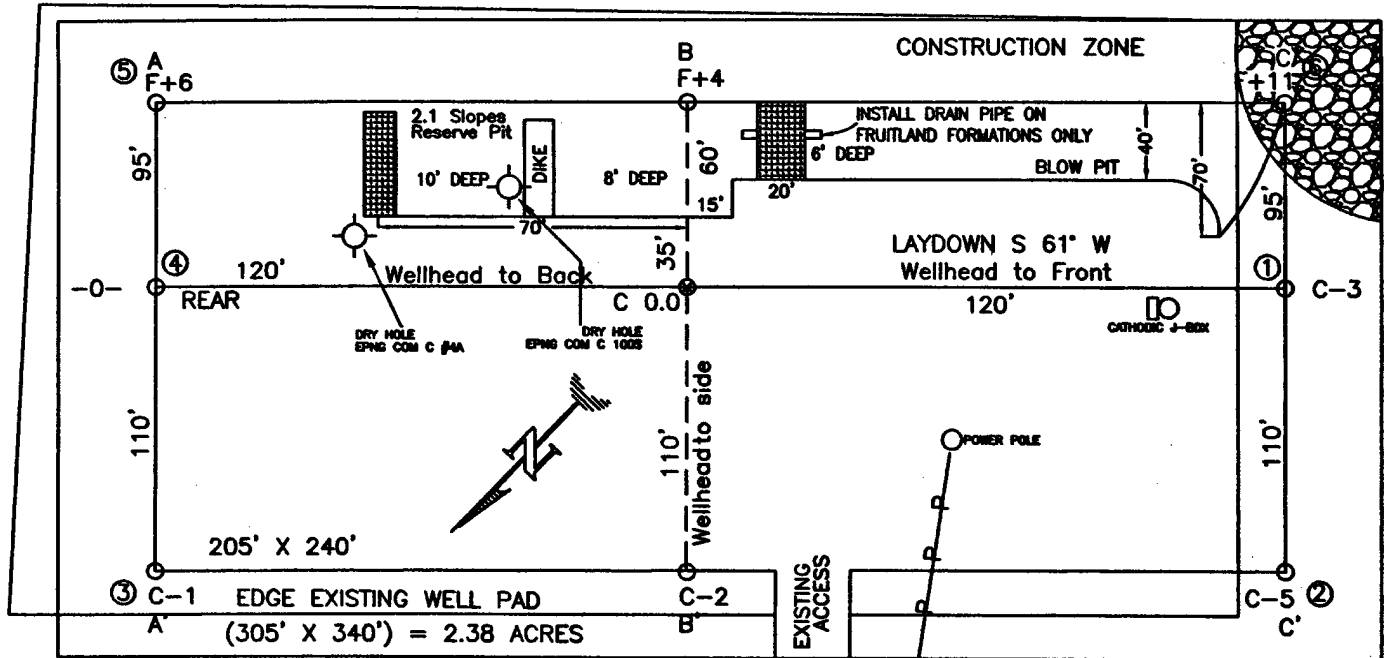 CONSTRUCTION ZONE
⑤
A
F+6
B
F+4
C
F+11
⑥
2.1 Slopes
Reserve Pit
INSTALL DRAIN PIPE ON
FRUITLAND FORMATIONS ONLY
6' DEEP
40'
95'
10' DEEP
DIKE
8' DEEP
60'
20'
BLOW PIT
70'
95'
15'
70'
35'
LAYDOWN S 61° W
Wellhead to Front
④
120'
Wellhead to Back
①
-0-
REAR
C 0.0
120'
C-3
CATHODIC J-BOX
DRY HOLE
EPNG COM C #4A
DRY HOLE
EPNG COM C 100S
N
110'
110'
Wellhead to side
POWER POLE
110'
P
P
P
205' X 240'
③
C-1
EDGE EXISTING WELL PAD
C-2
EXISTING
ACCESS
C-5
②
A'
(305' X 340') = 2.38 ACRES
B'
C'